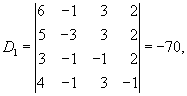 D₁ = | 6 −1 3 2 |
| 5 −3 3 2 |
| 3 −1 −1 2 |
| 4 −1 3 −1 | = −70,